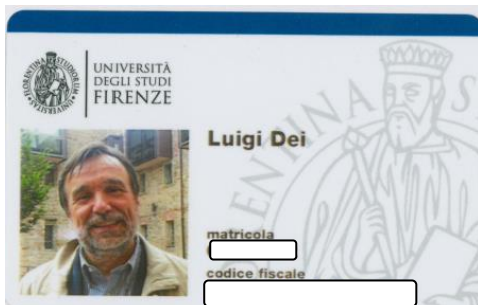 UNIVERSITÀ
DEGLI STUDI
FIRENZE
Luigi Dei
matricola
codice fiscale